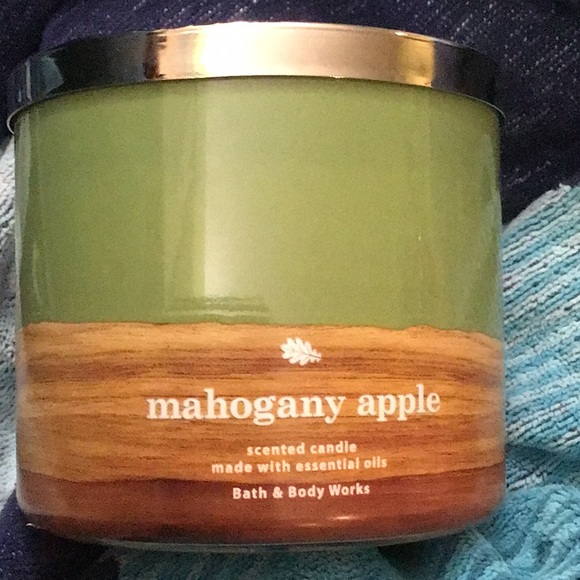 mahogany apple
scented candle
made with essential oils
Bath & Body Works